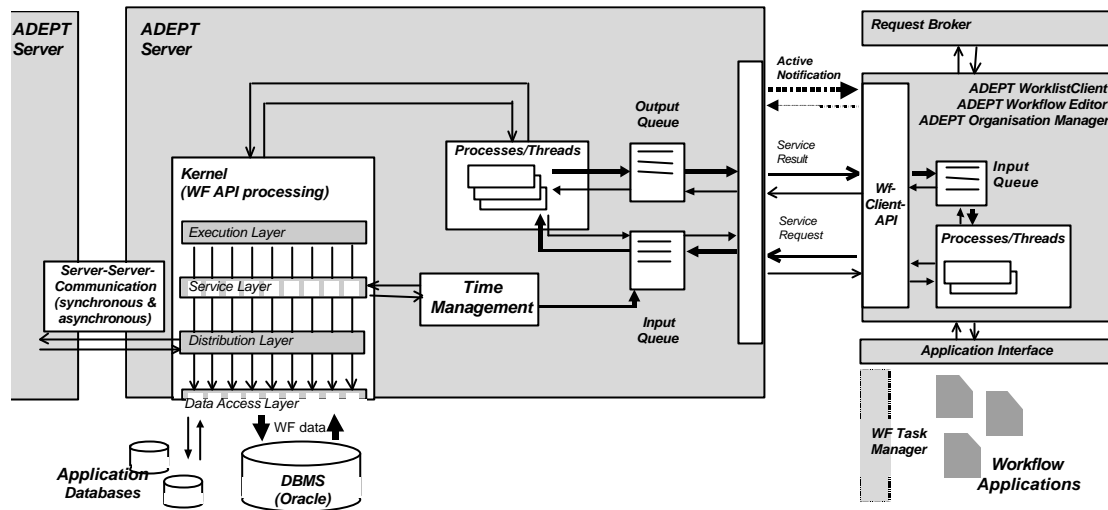 ADEPT
Server
ADEPT
Server
Kernel
(WF API processing)
Execution Layer
Service Layer
Distribution Layer
Data Access Layer
Server-Server-
Communication
(synchronous &
asynchronous)
Processes/Threads
Output
Queue
Time
Management
Input
Queue
WF data
Application
Databases
DBMS
(Oracle)
Active
Notification
Service
Result
Service
Request
Request Broker
ADEPT WorklistClient
ADEPT Workflow Editor
ADEPT Organisation Manager
Wf-
Client-
API
Input
Queue
Processes/Threads
Application Interface
WF Task
Manager
Workflow
Applications